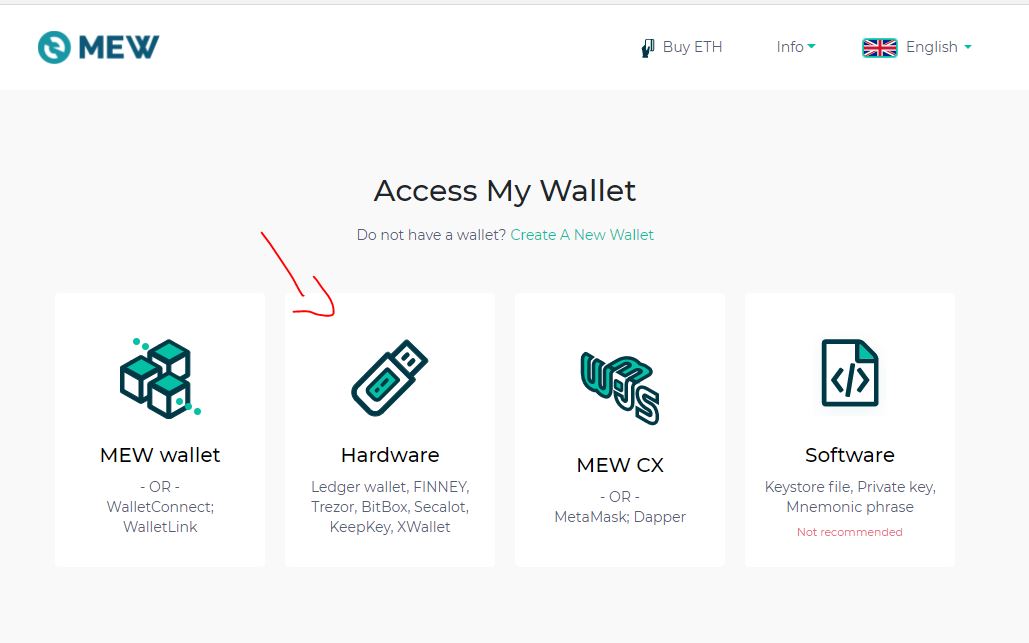 MEW
Buy ETH
Info
English
Access My Wallet
Do not have a wallet? Create A New Wallet
MEW wallet
- OR -
WalletConnect;
WalletLink
Hardware
Ledger wallet, FINNEY,
Trezor, BitBox, Secalot,
KeepKey, XWallet
MEW CX
- OR -
MetaMask; Dapper
Software
Keystore file, Private key,
Mnemonic phrase
Not recommended